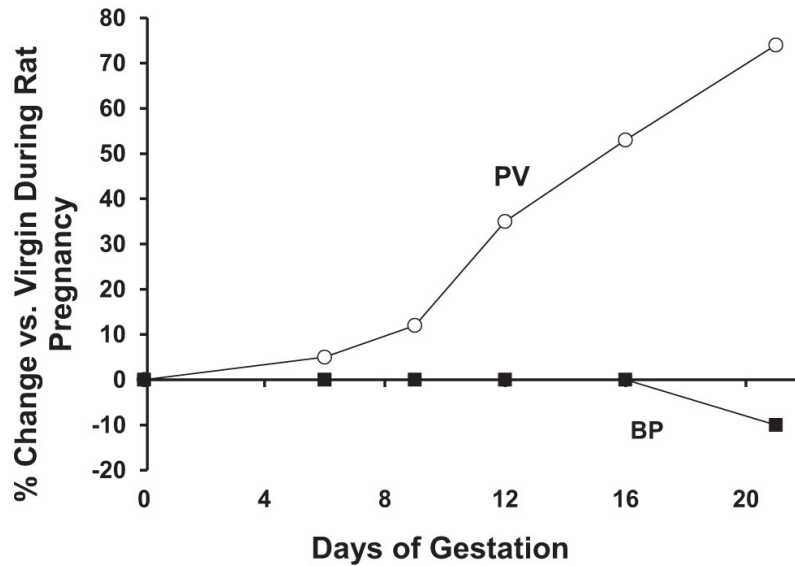 % Change vs. Virgin During Rat
Pregnancy
80
70
60
50
40
30
20
10
0
-10
-20
PV
BP
0 4 8 12 16 20
Days of Gestation